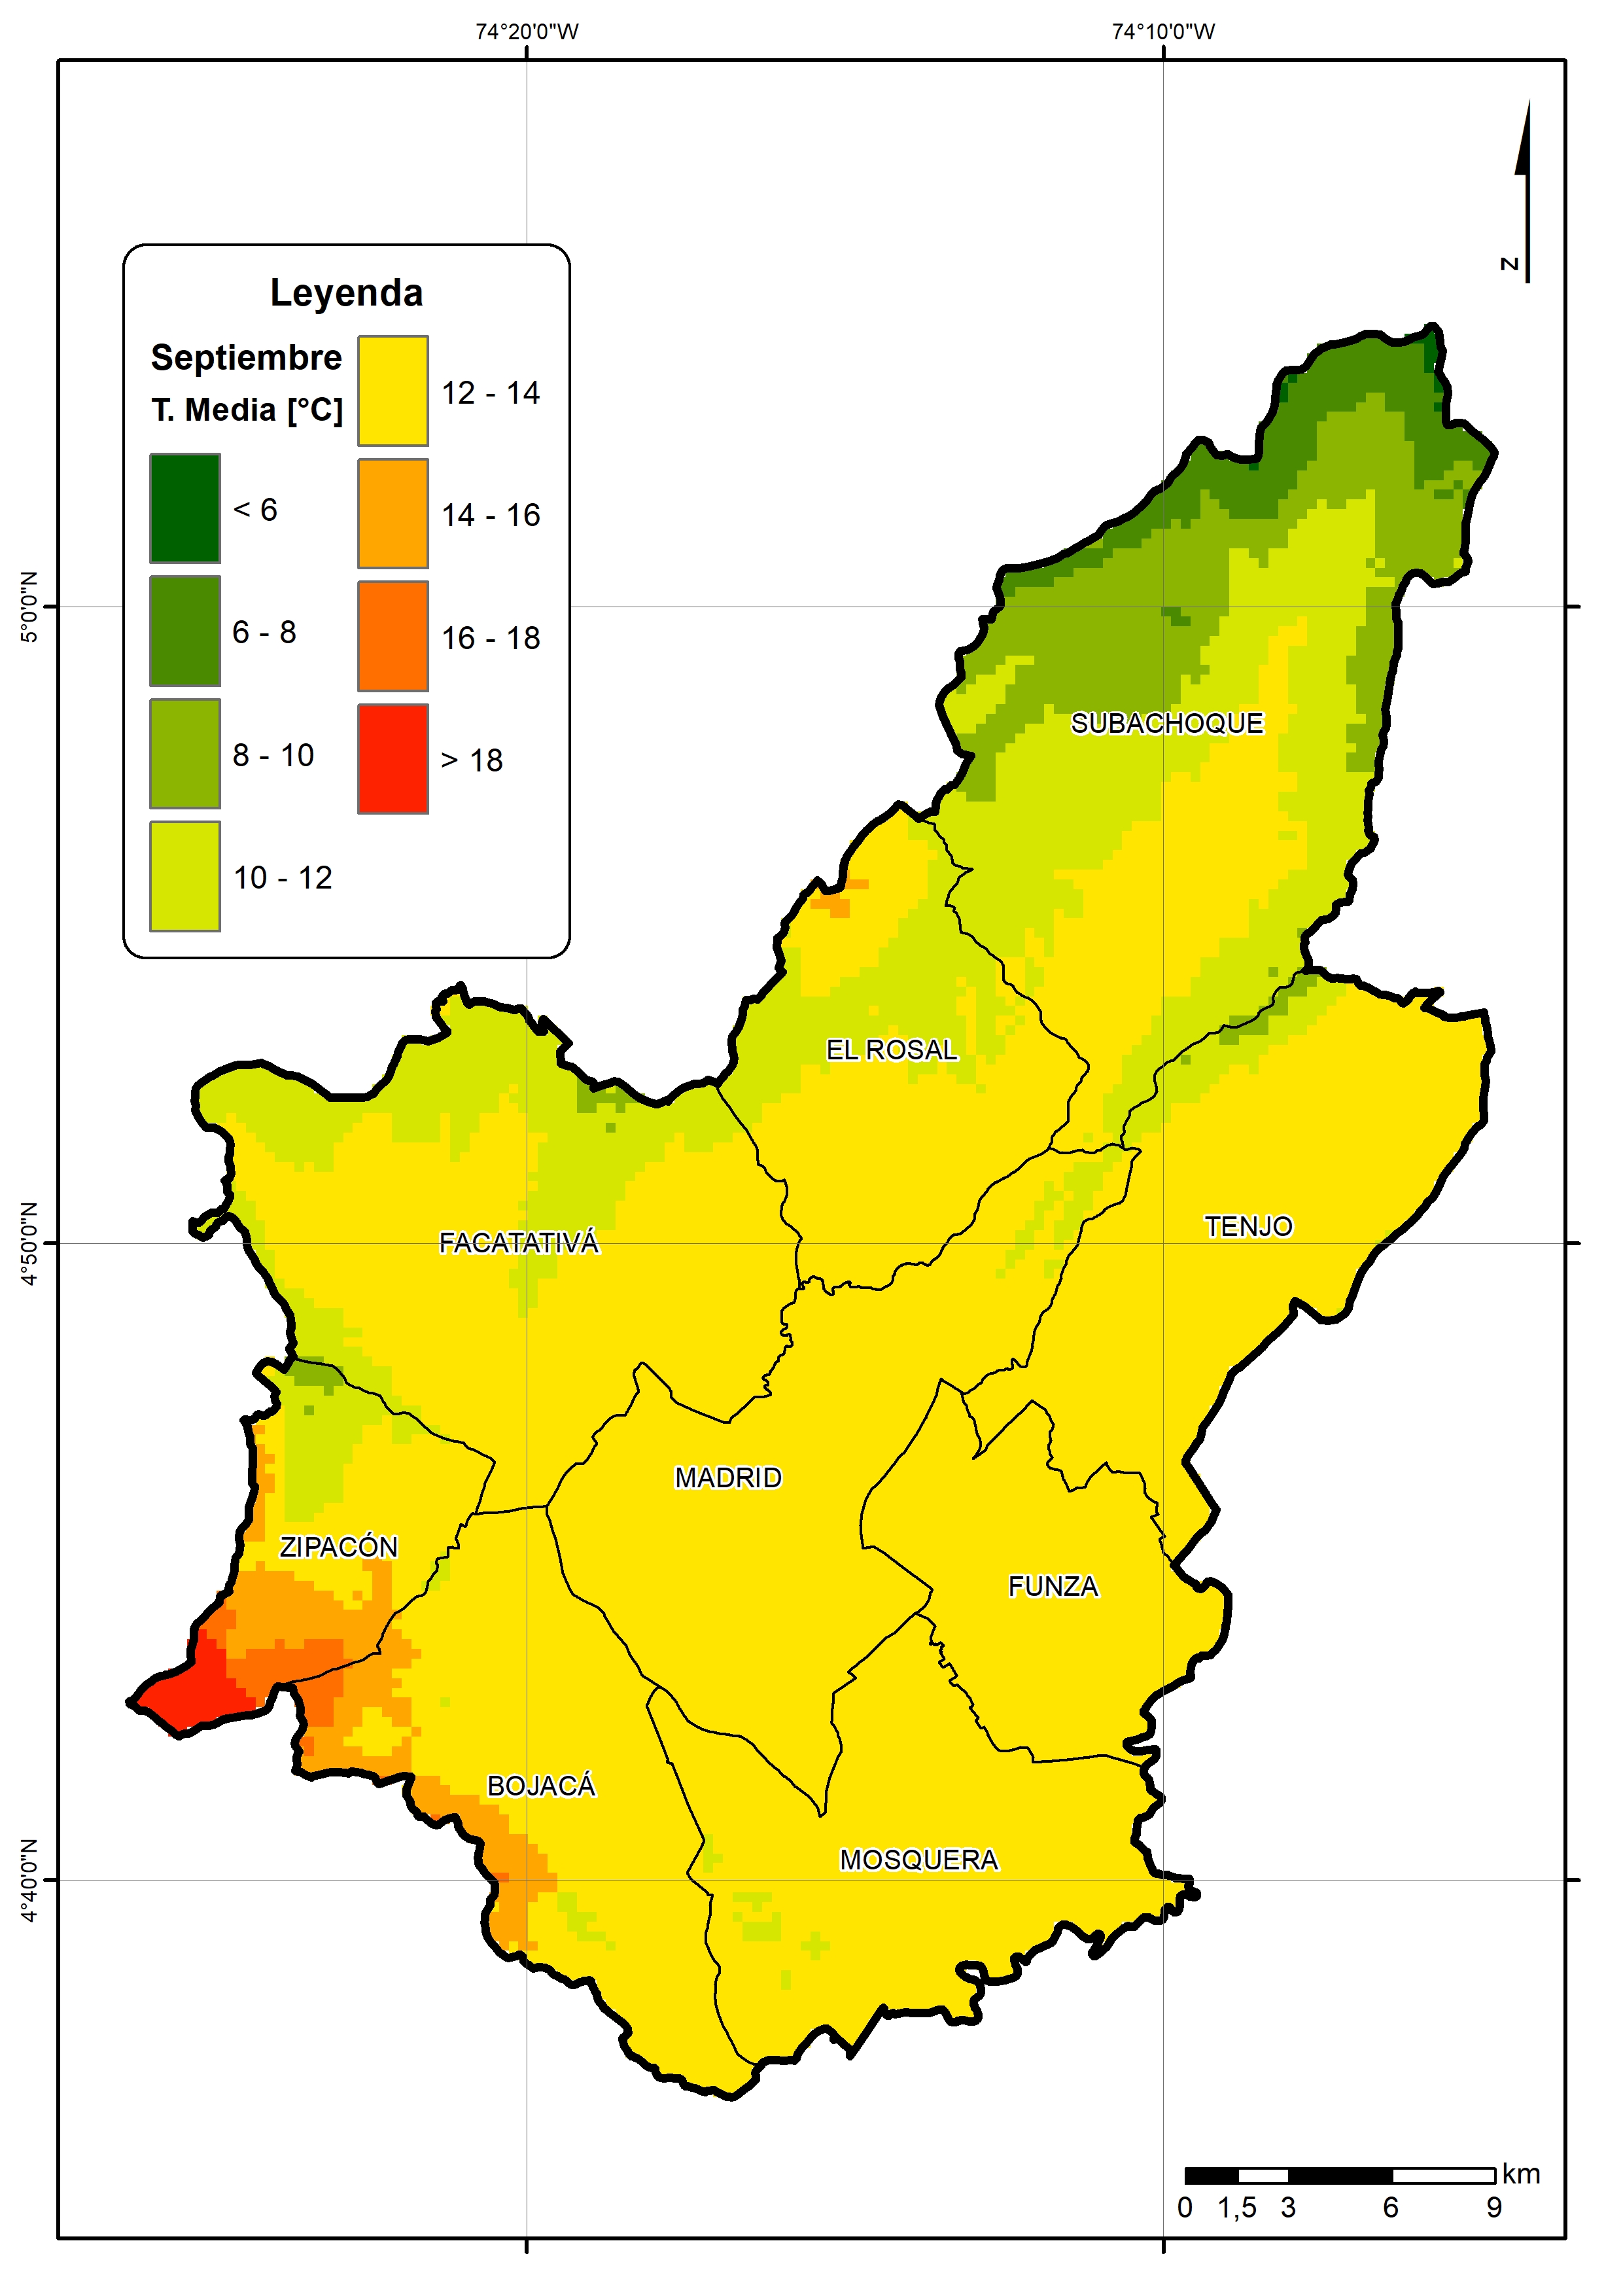 74°20'0"W
74°10'0"W
N
Leyenda
Septiembre
T. Media [°C]
< 6
6 - 8
8 - 10
10 - 12
12 - 14
14 - 16
16 - 18
> 18
5°0'0"N
4°50'0"N
4°40'0"N
SUBACHOQUE
EL ROSAL
TENJO
FACATATIVÁ
MADRID
ZIPACÓN
FUNZA
BOJACÁ
MOSQUERA
km
0 1,5 3 6 9